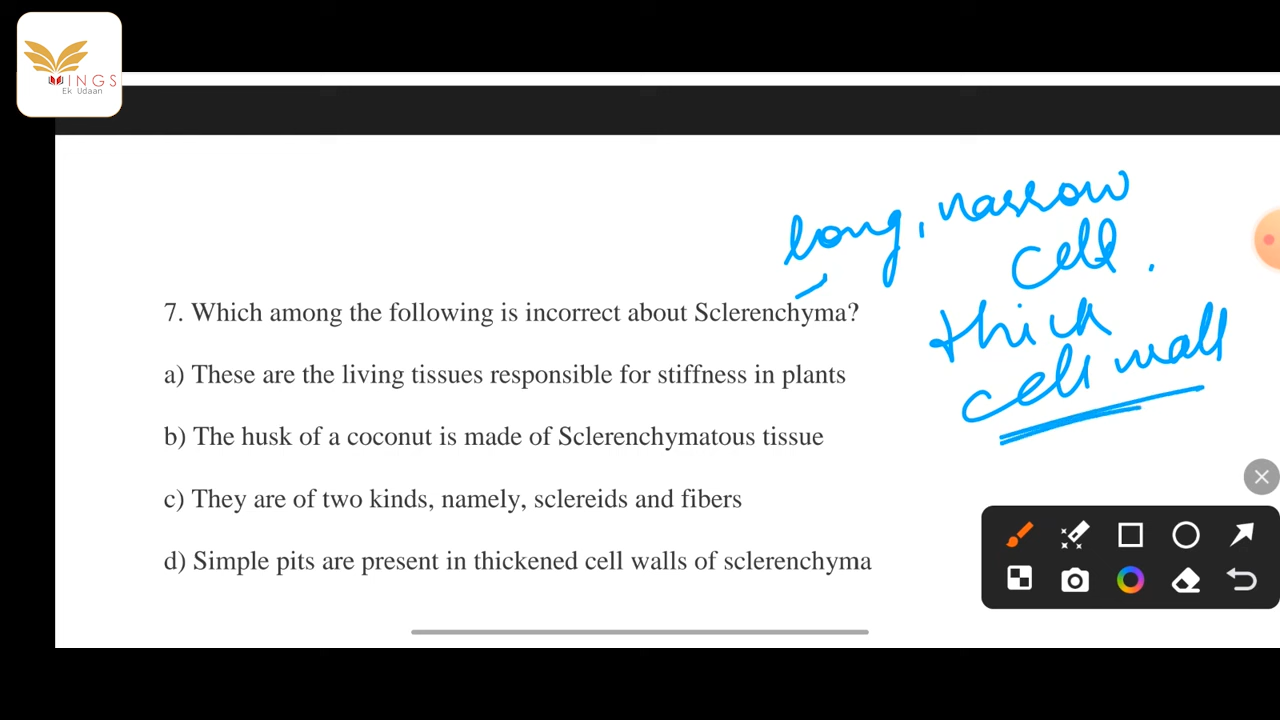 WINGS
Ek Udaan
long, narrow
cell.
thick
cell wall
7. Which among the following is incorrect about Sclerenchyma?
a) These are the living tissues responsible for stiffness in plants
b) The husk of a coconut is made of Sclerenchymatous tissue
c) They are of two kinds, namely, sclereids and fibers
d) Simple pits are present in thickened cell walls of sclerenchyma